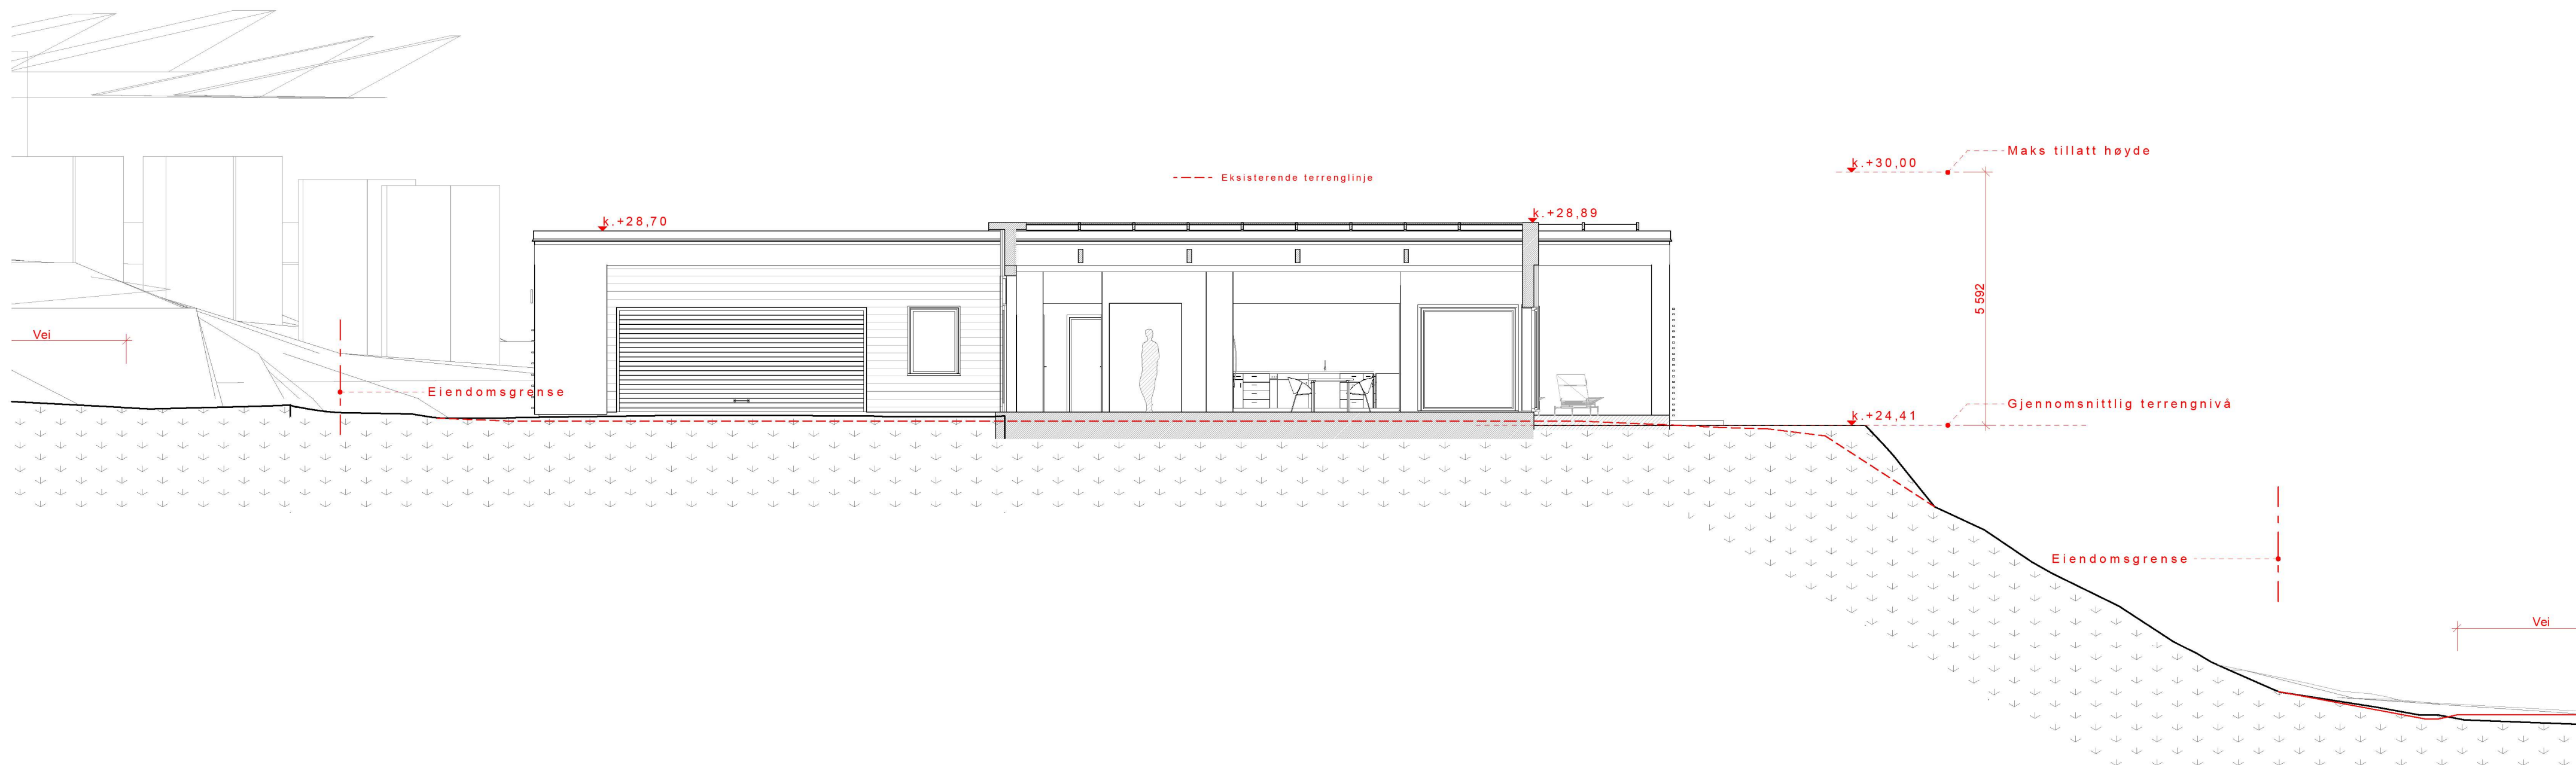 Maks tillatt høyde
k.+30,00
Eksisterende terrenglinje
k.+28,70
k.+28,89
5 592
Vei
Eiendomsgrense
Gjennomsnittlig terrengnivå
k.+24,41
Eiendomsgrense
Vei